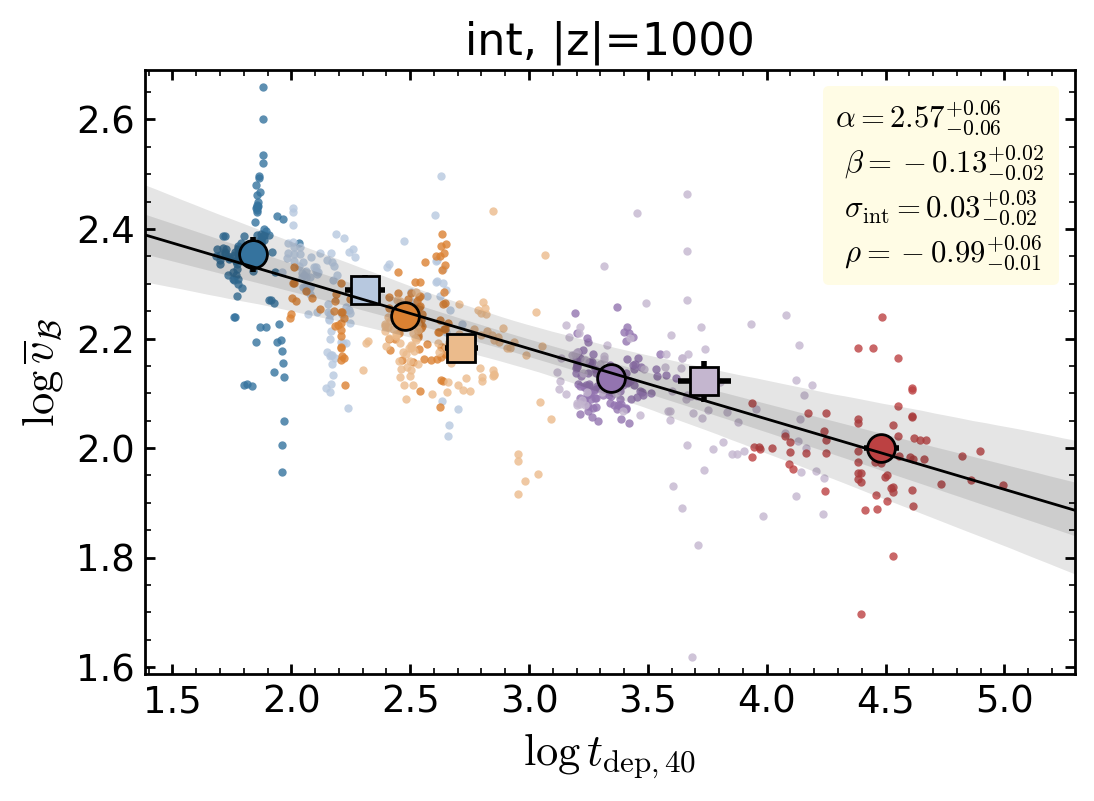 int, |z|=1000
α = 2.57^{+0.06}_{-0.06}
β = −0.13^{+0.02}_{-0.02}
σ_int = 0.03^{+0.03}_{-0.02}
ρ = −0.99^{+0.06}_{-0.01}
2.6
2.4
2.2
2.0
1.8
1.6
log v̅_ℬ
1.5 2.0 2.5 3.0 3.5 4.0 4.5 5.0
log t_{dep, 40}